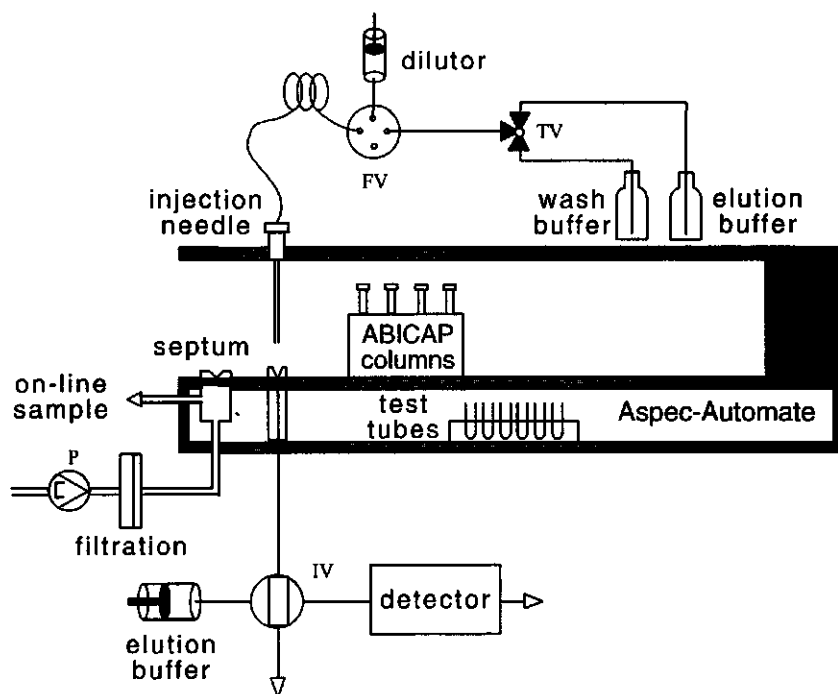 dilutor
TV
FV
injection
needle
wash
buffer
elution
buffer
septum
ABICAP
columns
on-line
sample
test
tubes
Aspec-Automate
P
filtration
IV
detector
elution
buffer